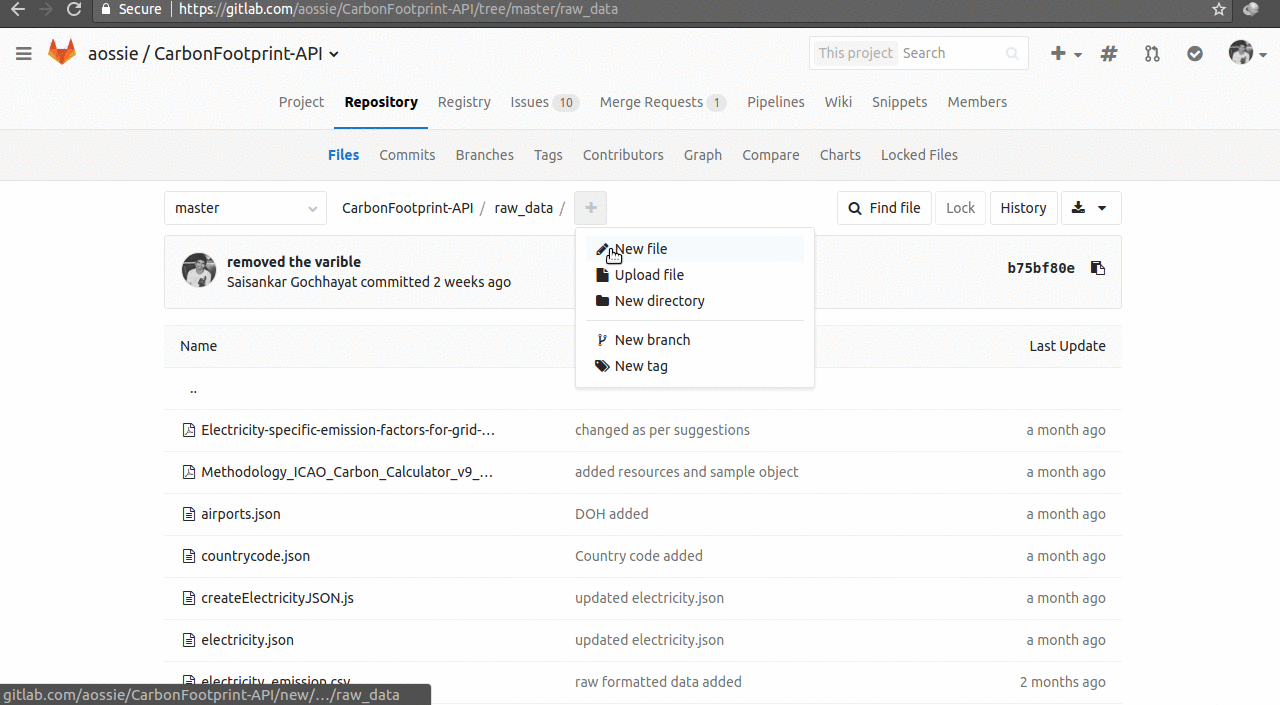 Secure | https://gitlab.com/aossie/CarbonFootprint-API/tree/master/raw_data
aossie / CarbonFootprint-API
This project Search
Project Repository Registry Issues 10 Merge Requests 1 Pipelines Wiki Snippets Members
Files Commits Branches Tags Contributors Graph Compare Charts Locked Files
master CarbonFootprint-API / raw_data / + Find file Lock History
New file
Upload file
New directory
New branch
New tag
removed the varible
Saisankar Gochhayat committed 2 weeks ago
b75bf80e
Name Last Update
..
Electricity-specific-emission-factors-for-grid-... changed as per suggestions a month ago
Methodology_ICAO_Carbon_Calculator_v9_... added resources and sample object a month ago
airports.json DOH added a month ago
countrycode.json Country code added a month ago
createElectricityJSON.js updated electricity.json a month ago
electricity.json updated electricity.json a month ago
electricity_emission.csv raw formatted data added 2 months ago
gitlab.com/aossie/CarbonFootprint-API/new/.../raw_data